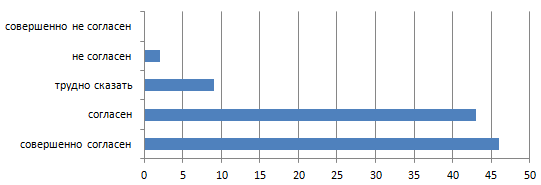 совершенно не согласен
не согласен
трудно сказать
согласен
совершенно согласен
0 5 10 15 20 25 30 35 40 45 50